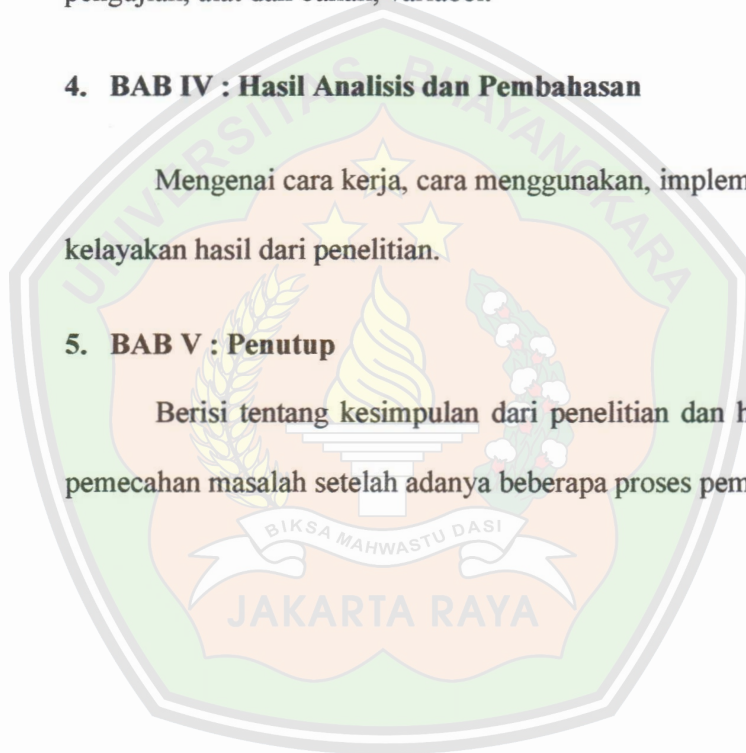 4. BAB IV : Hasil Analisis dan Pembahasan
Mengenai cara kerja, cara menggunakan, implem
kelayakan hasil dari penelitian.
5. BAB V : Penutup
Berisi tentang kesimpulan dari penelitian dan h
pemecahan masalah setelah adanya beberapa proses pem
UNIVERSITAS BHAYANGKARA
BIKSA MAHWASTU DASI
JAKARTA RAYA